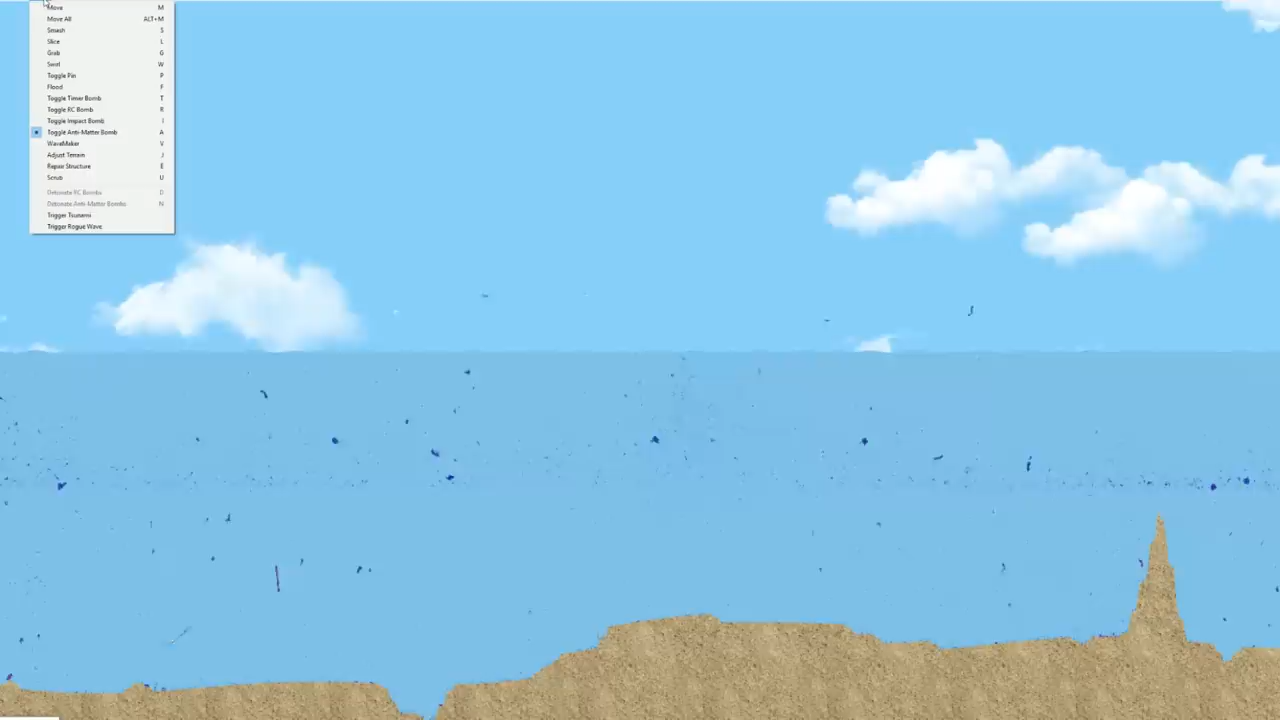 Move M
Move All ALT+M
Smash S
Slice L
Grab G
Swirl W
Toggle Pin P
Flood F
Toggle Timer Bomb T
Toggle RC Bomb R
Toggle Impact Bomb I
Toggle Anti-Matter Bomb A
WaveMaker V
Adjust Terrain J
Repair Structure E
Scrub U
Detonate RC Bombs D
Detonate Anti-Matter Bombs N
Trigger Tsunami
Trigger Rogue Wave